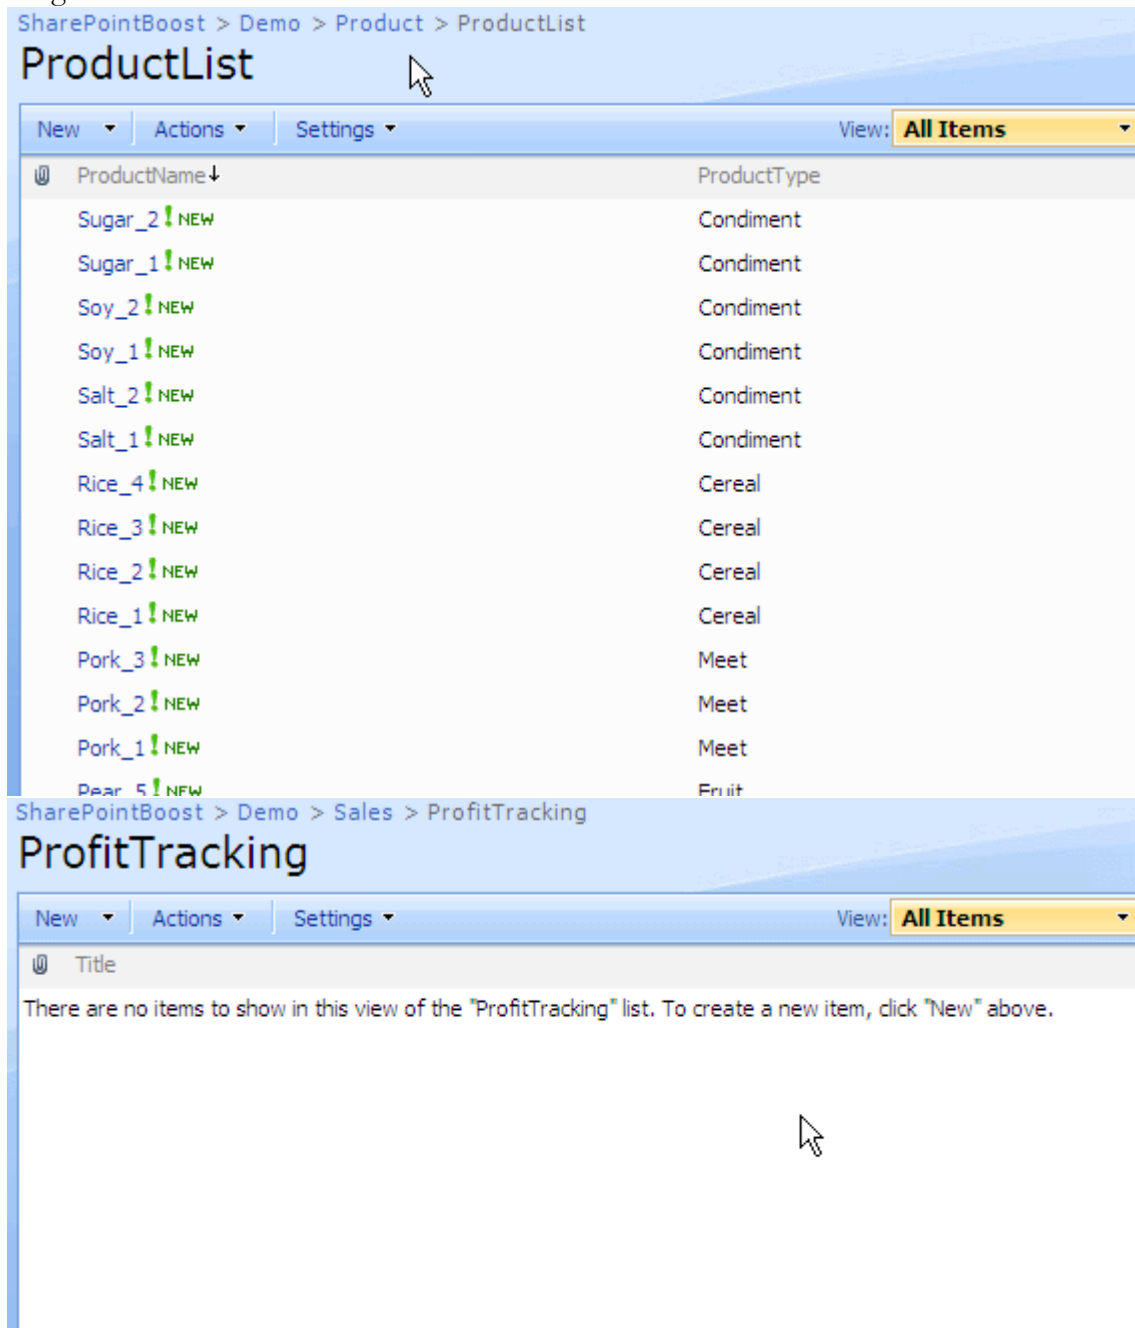 SharePointBoost > Demo > Product > ProductList
ProductList
New Actions Settings View: All Items
ProductName ProductType
Sugar_2 ! NEW Condiment
Sugar_1 ! NEW Condiment
Soy_2 ! NEW Condiment
Soy_1 ! NEW Condiment
Salt_2 ! NEW Condiment
Salt_1 ! NEW Condiment
Rice_4 ! NEW Cereal
Rice_3 ! NEW Cereal
Rice_2 ! NEW Cereal
Rice_1 ! NEW Cereal
Pork_3 ! NEW Meet
Pork_2 ! NEW Meet
Pork_1 ! NEW Meet
Pear_5 ! NEW Fruit
SharePointBoost > Demo > Sales > ProfitTracking
ProfitTracking
New Actions Settings View: All Items
Title
There are no items to show in this view of the "ProfitTracking" list. To create a new item, click "New" above.